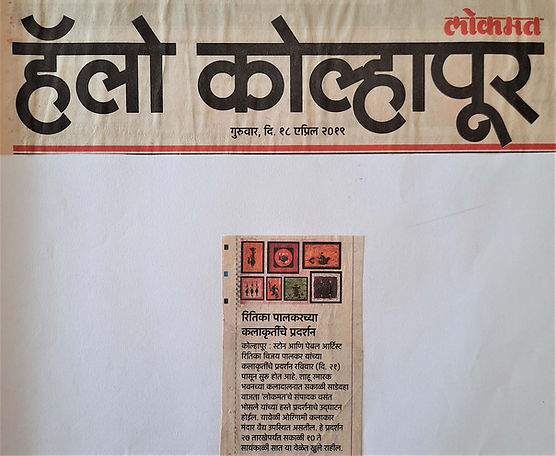 लोकमत
हॅलो कोल्हापूर
गुरुवार, दि. १८ एप्रिल २०१९
रितिका पालकरच्या
कलाकृतींचे प्रदर्शन
कोल्हापूर : स्टोन आणि पेबल आर्टिस्ट
रितिका विजय पालकर यांच्या
कलाकृतींचे प्रदर्शन रविवार (दि. २१)
पासून सुरू होत आहे. शाहू स्मारक
भवनच्या कलादालनात सकाळी साडेदहा
वाजता 'लोकमत'चे संपादक वसंत
भोसले यांच्या हस्ते प्रदर्शनाचे उद्घाटन
होईल. यावेळी ओरिगामी कलाकार
मंदार वैद्य उपस्थित असतील. हे प्रदर्शन
२७ तारखेपर्यंत सकाळी १० ते
सायंकाळी सात या वेळेत खुले राहील.